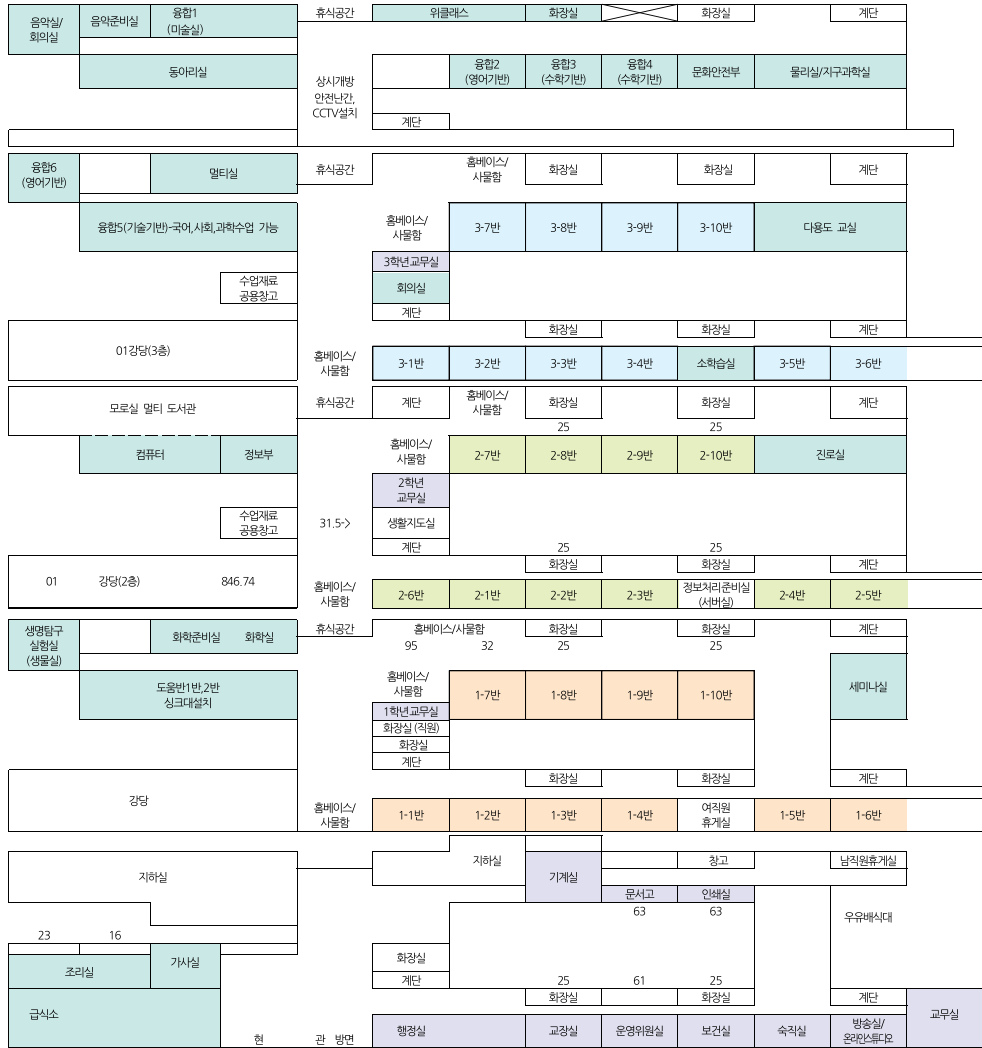 음악실/
회의실
음악준비실
융합1
(미술실)
휴식공간
위클래스
화장실
화장실
계단
동아리실
상시개방
안전난간,
CCTV설치
융합2
(영어기반)
융합3
(수학기반)
융합4
(수학기반)
문화안전부
물리실/지구과학실
계단
융합6
(영어기반)
멀티실
휴식공간
홈베이스/
사물함
화장실
화장실
계단
융합5(기술기반)-국어,사회,과학수업 가능
홈베이스/
사물함
3-7반
3-8반
3-9반
3-10반
다용도 교실
3학년교무실
수업재료
공용창고
회의실
계단
화장실
화장실
계단
01강당(3층)
홈베이스/
사물함
3-1반
3-2반
3-3반
3-4반
소학습실
3-5반
3-6반
모로실 멀티 도서관
휴식공간
계단
홈베이스/
사물함
화장실
화장실
계단
25
25
컴퓨터
정보부
홈베이스/
사물함
2-7반
2-8반
2-9반
2-10반
진로실
2학년
교무실
수업재료
공용창고
31.5->
생활지도실
계단
25
25
화장실
화장실
계단
01
강당(2층)
846.74
홈베이스/
사물함
2-6반
2-1반
2-2반
2-3반
정보처리준비실
(서버실)
2-4반
2-5반
생명탐구
실험실
(생물실)
화학준비실
화학실
휴식공간
홈베이스/사물함
화장실
화장실
계단
95
32
25
25
도움반1반,2반
싱크대설치
홈베이스/
사물함
1-7반
1-8반
1-9반
1-10반
세미나실
1학년교무실
화장실 (직원)
화장실
계단
화장실
화장실
계단
강당
홈베이스/
사물함
1-1반
1-2반
1-3반
1-4반
여직원
휴게실
1-5반
1-6반
지하실
지하실
기계실
창고
남직원휴게실
문서고
인쇄실
63
63
우유배식대
23
16
조리실
가사실
화장실
계단
25
61
25
화장실
화장실
계단
급식소
현
관 방면
행정실
교장실
운영위원실
보건실
숙직실
방송실/
온라인스튜디오
교무실